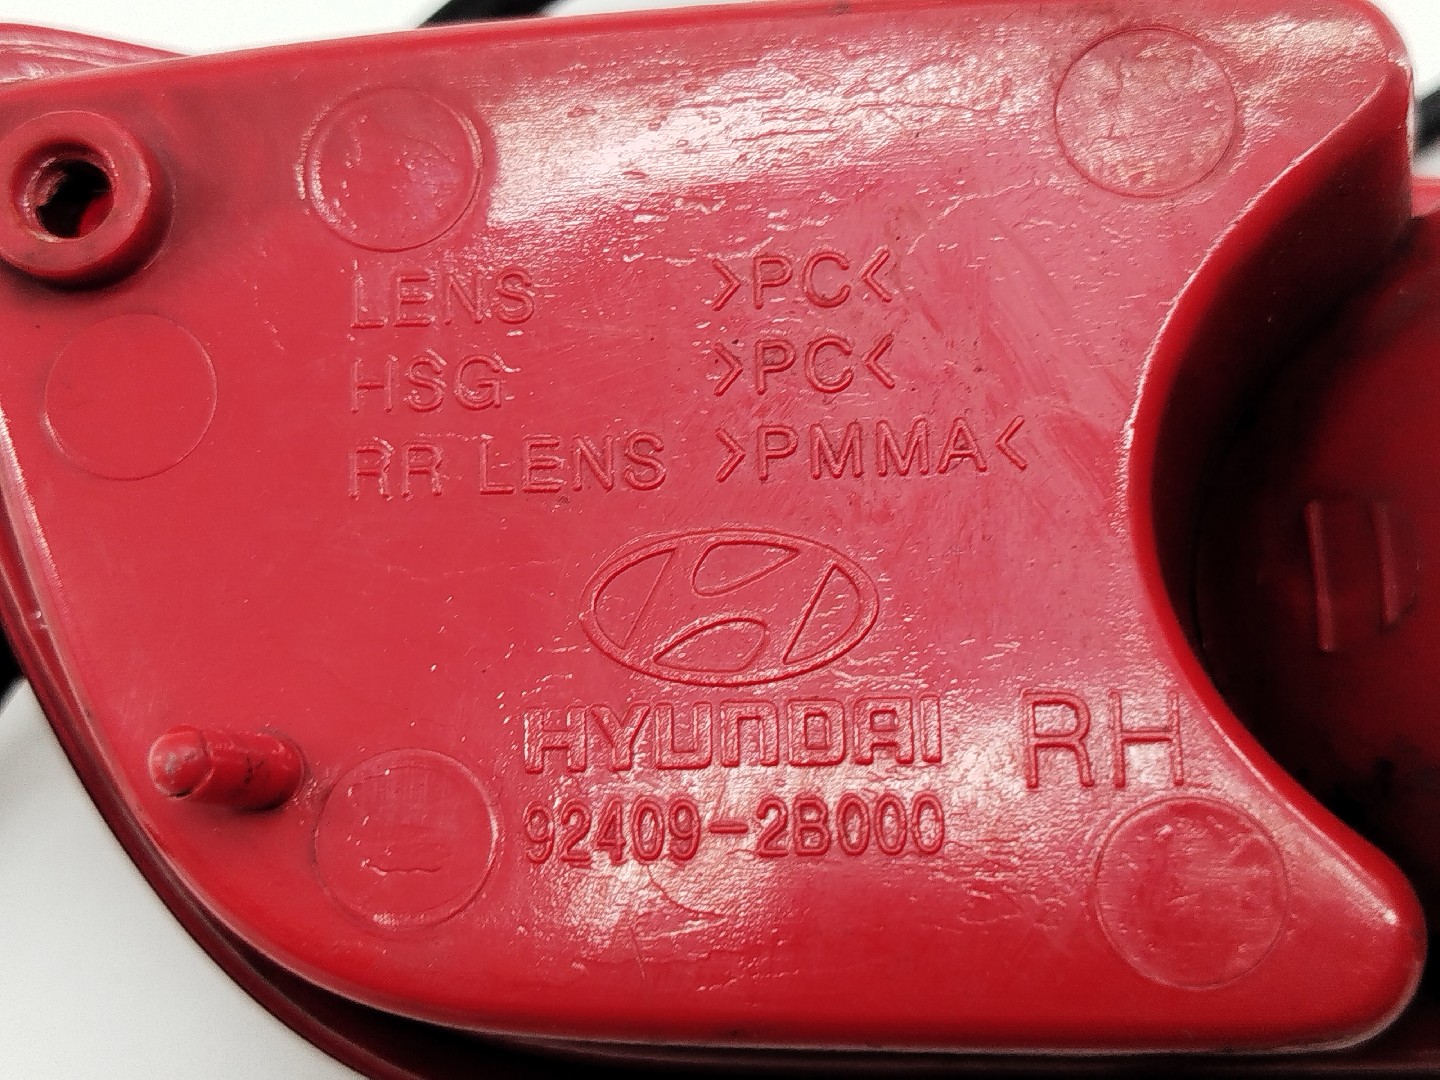 LENS >PC<
HSG >PC<
RR LENS >PMMA<
HYUNDAI RH
92409-2B000